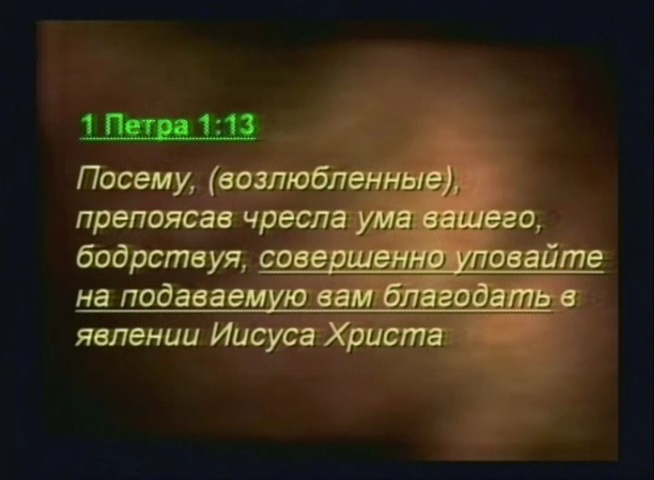 1 Петра 1:13
Посему, (возлюбленные),
препоясав чресла ума вашего,
бодрствуя, совершенно уповайте
на подаваемую вам благодать в
явлении Иисуса Христа